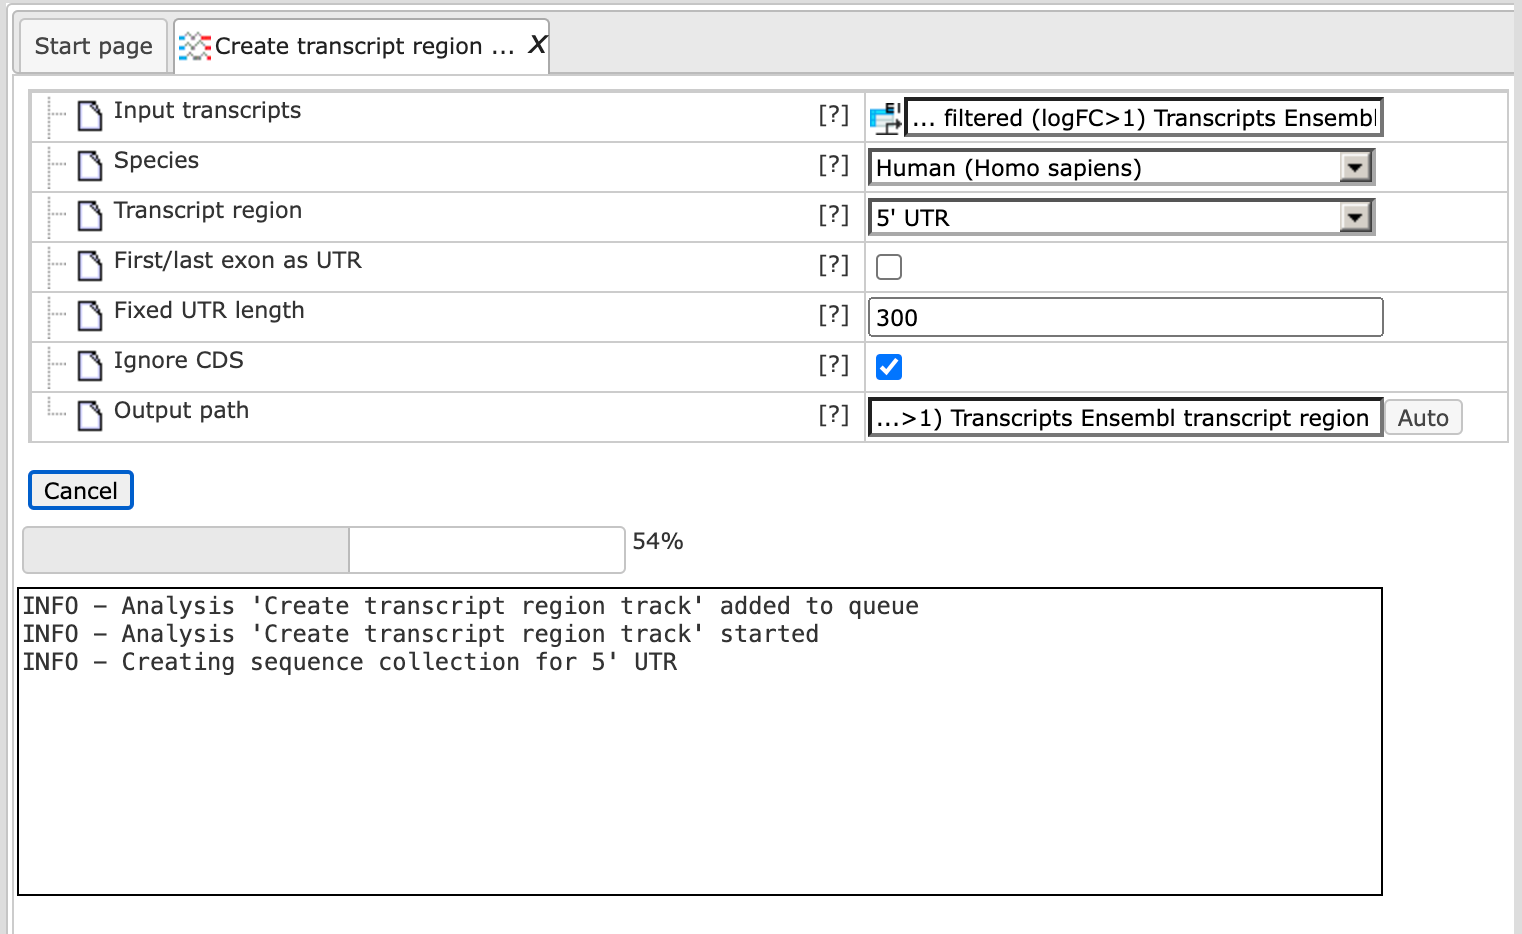 Start page
Create transcript region ... X
Input transcripts [?] ... filtered (logFC>1) Transcripts Ensembl
Species [?] Human (Homo sapiens)
Transcript region [?] 5' UTR
First/last exon as UTR [?]
Fixed UTR length [?] 300
Ignore CDS [?]
Output path [?] ...>1) Transcripts Ensembl transcript region Auto
Cancel
54%
INFO - Analysis 'Create transcript region track' added to queue
INFO - Analysis 'Create transcript region track' started
INFO - Creating sequence collection for 5' UTR